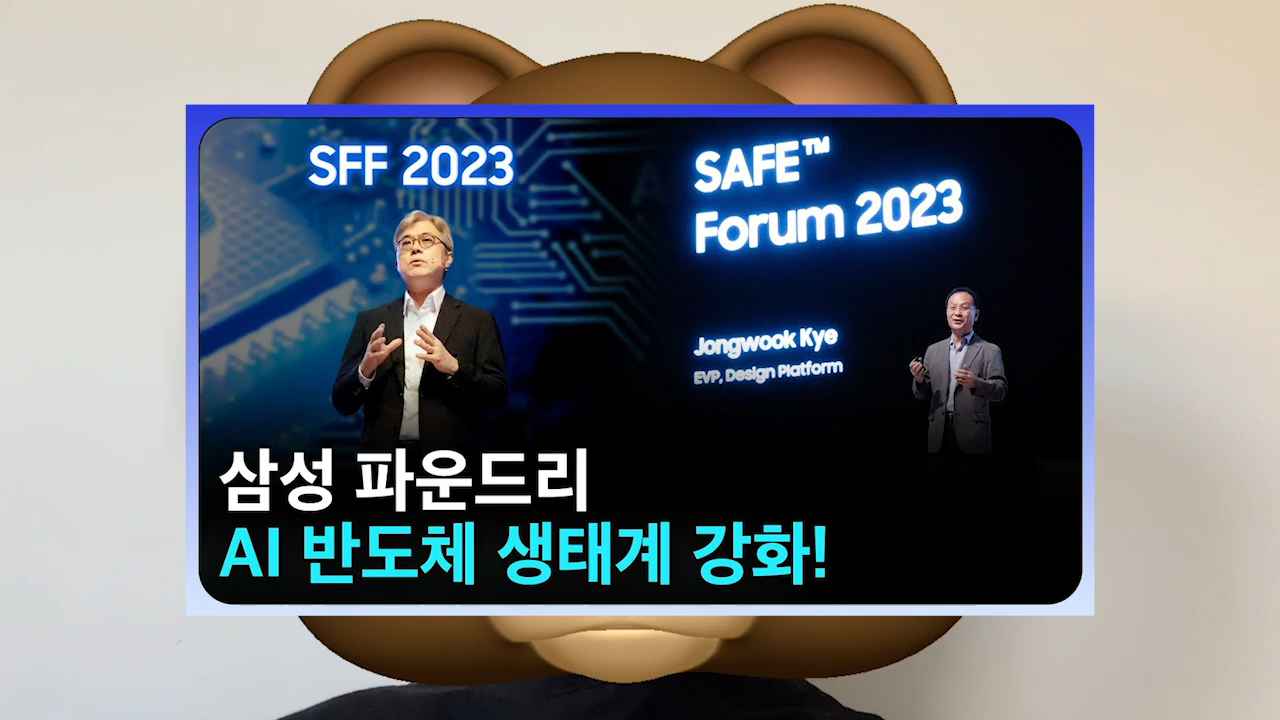 SFF 2023
SAFE™
Forum 2023
Jongwook Kye
EVP, Design Platform
삼성 파운드리
AI 반도체 생태계 강화!